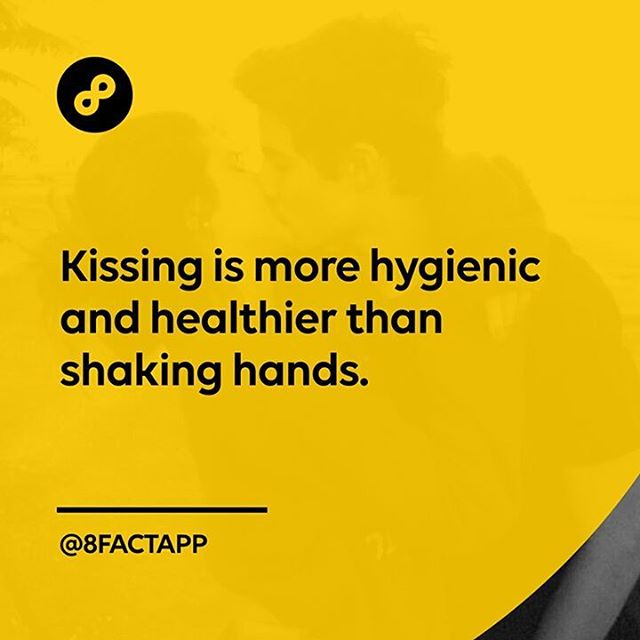 Kissing is more hygienic
and healthier than
shaking hands.
@8FACTAPP